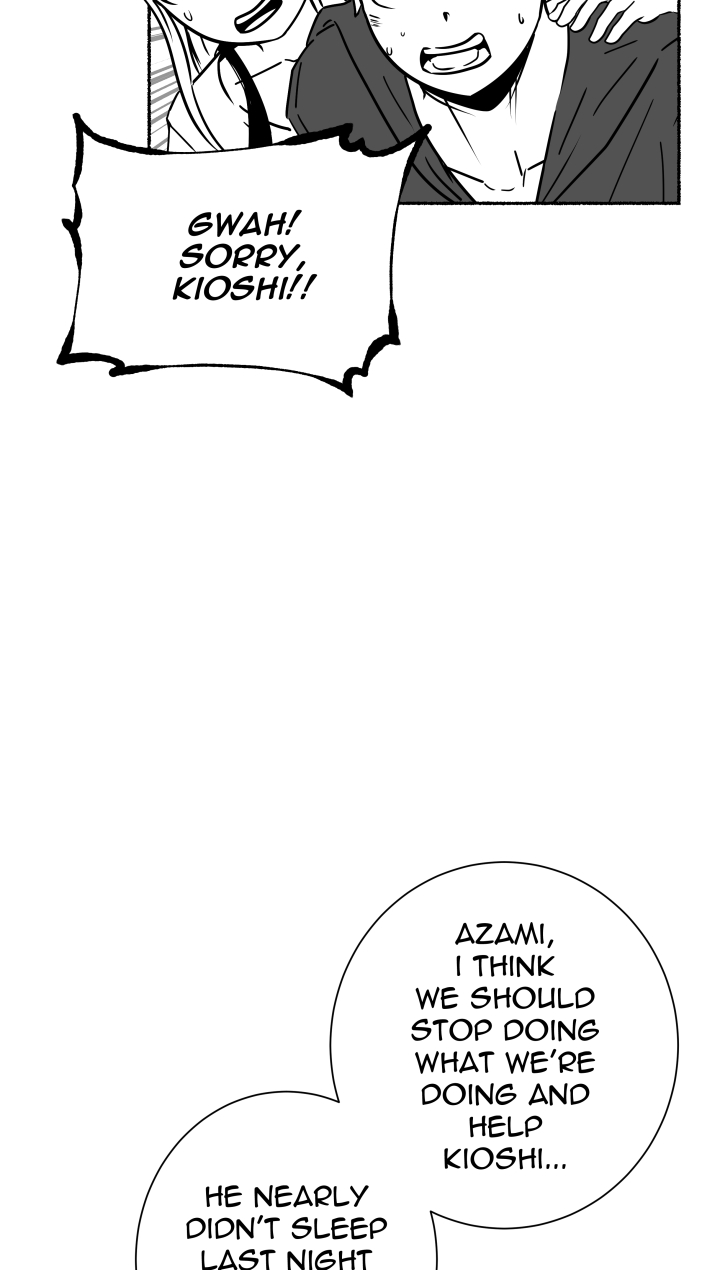 GWAH!
SORRY,
KIOSHI!!
AZAMI,
I THINK
WE SHOULD
STOP DOING
WHAT WE'RE
DOING AND
HELP
KIOSHI...
HE NEARLY
DIDN'T SLEEP
LAST NIGHT